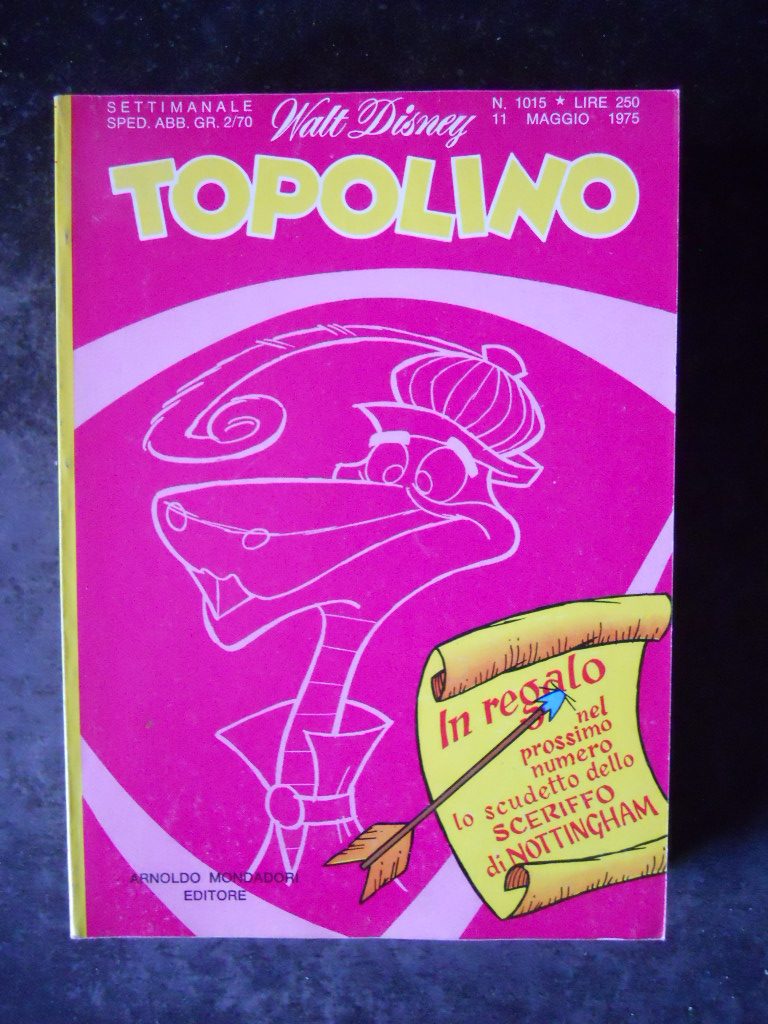 SETTIMANALE
SPED. ABB. GR. 2/70
Walt Disney
N. 1015 ★ LIRE 250
11 MAGGIO 1975
TOPOLINO
In regalo
nel
prossimo
numero
lo scudetto dello
SCERIFFO
di NOTTINGHAM
ARNOLDO MONDADORI
EDITORE